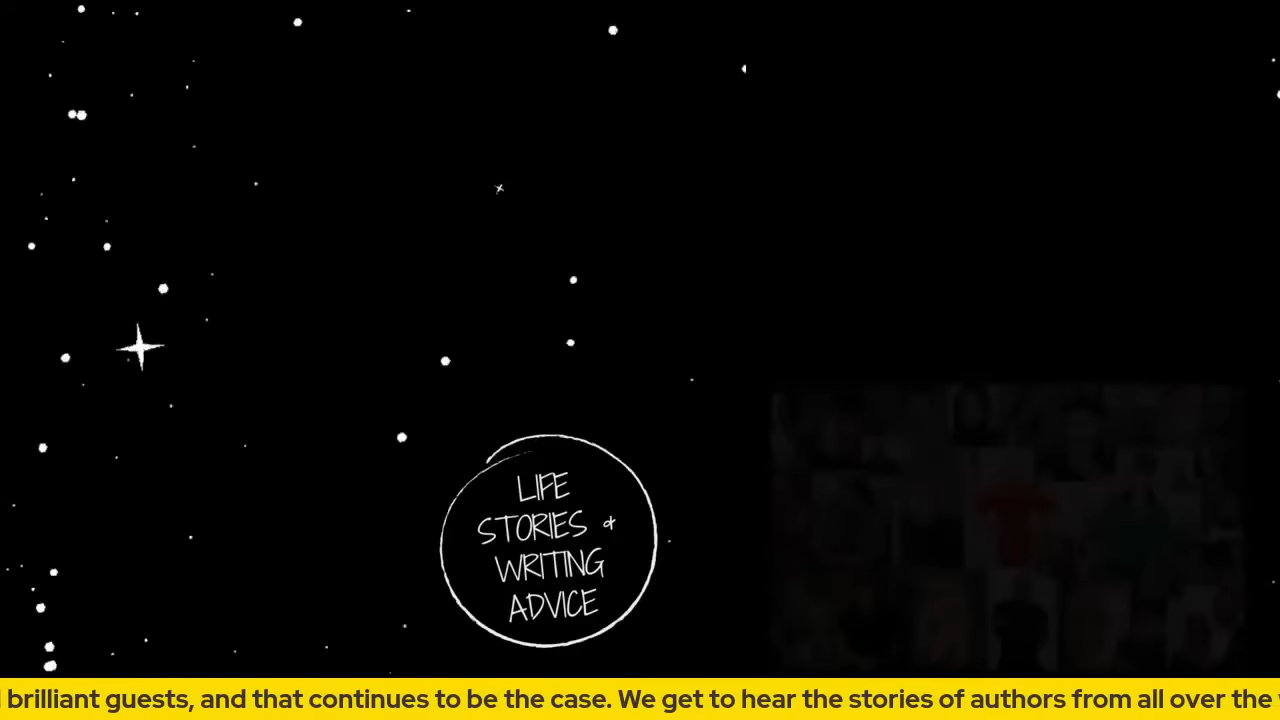 LIFE
STORIES &
WRITING
ADVICE
brilliant guests, and that continues to be the case. We get to hear the stories of authors from all over the